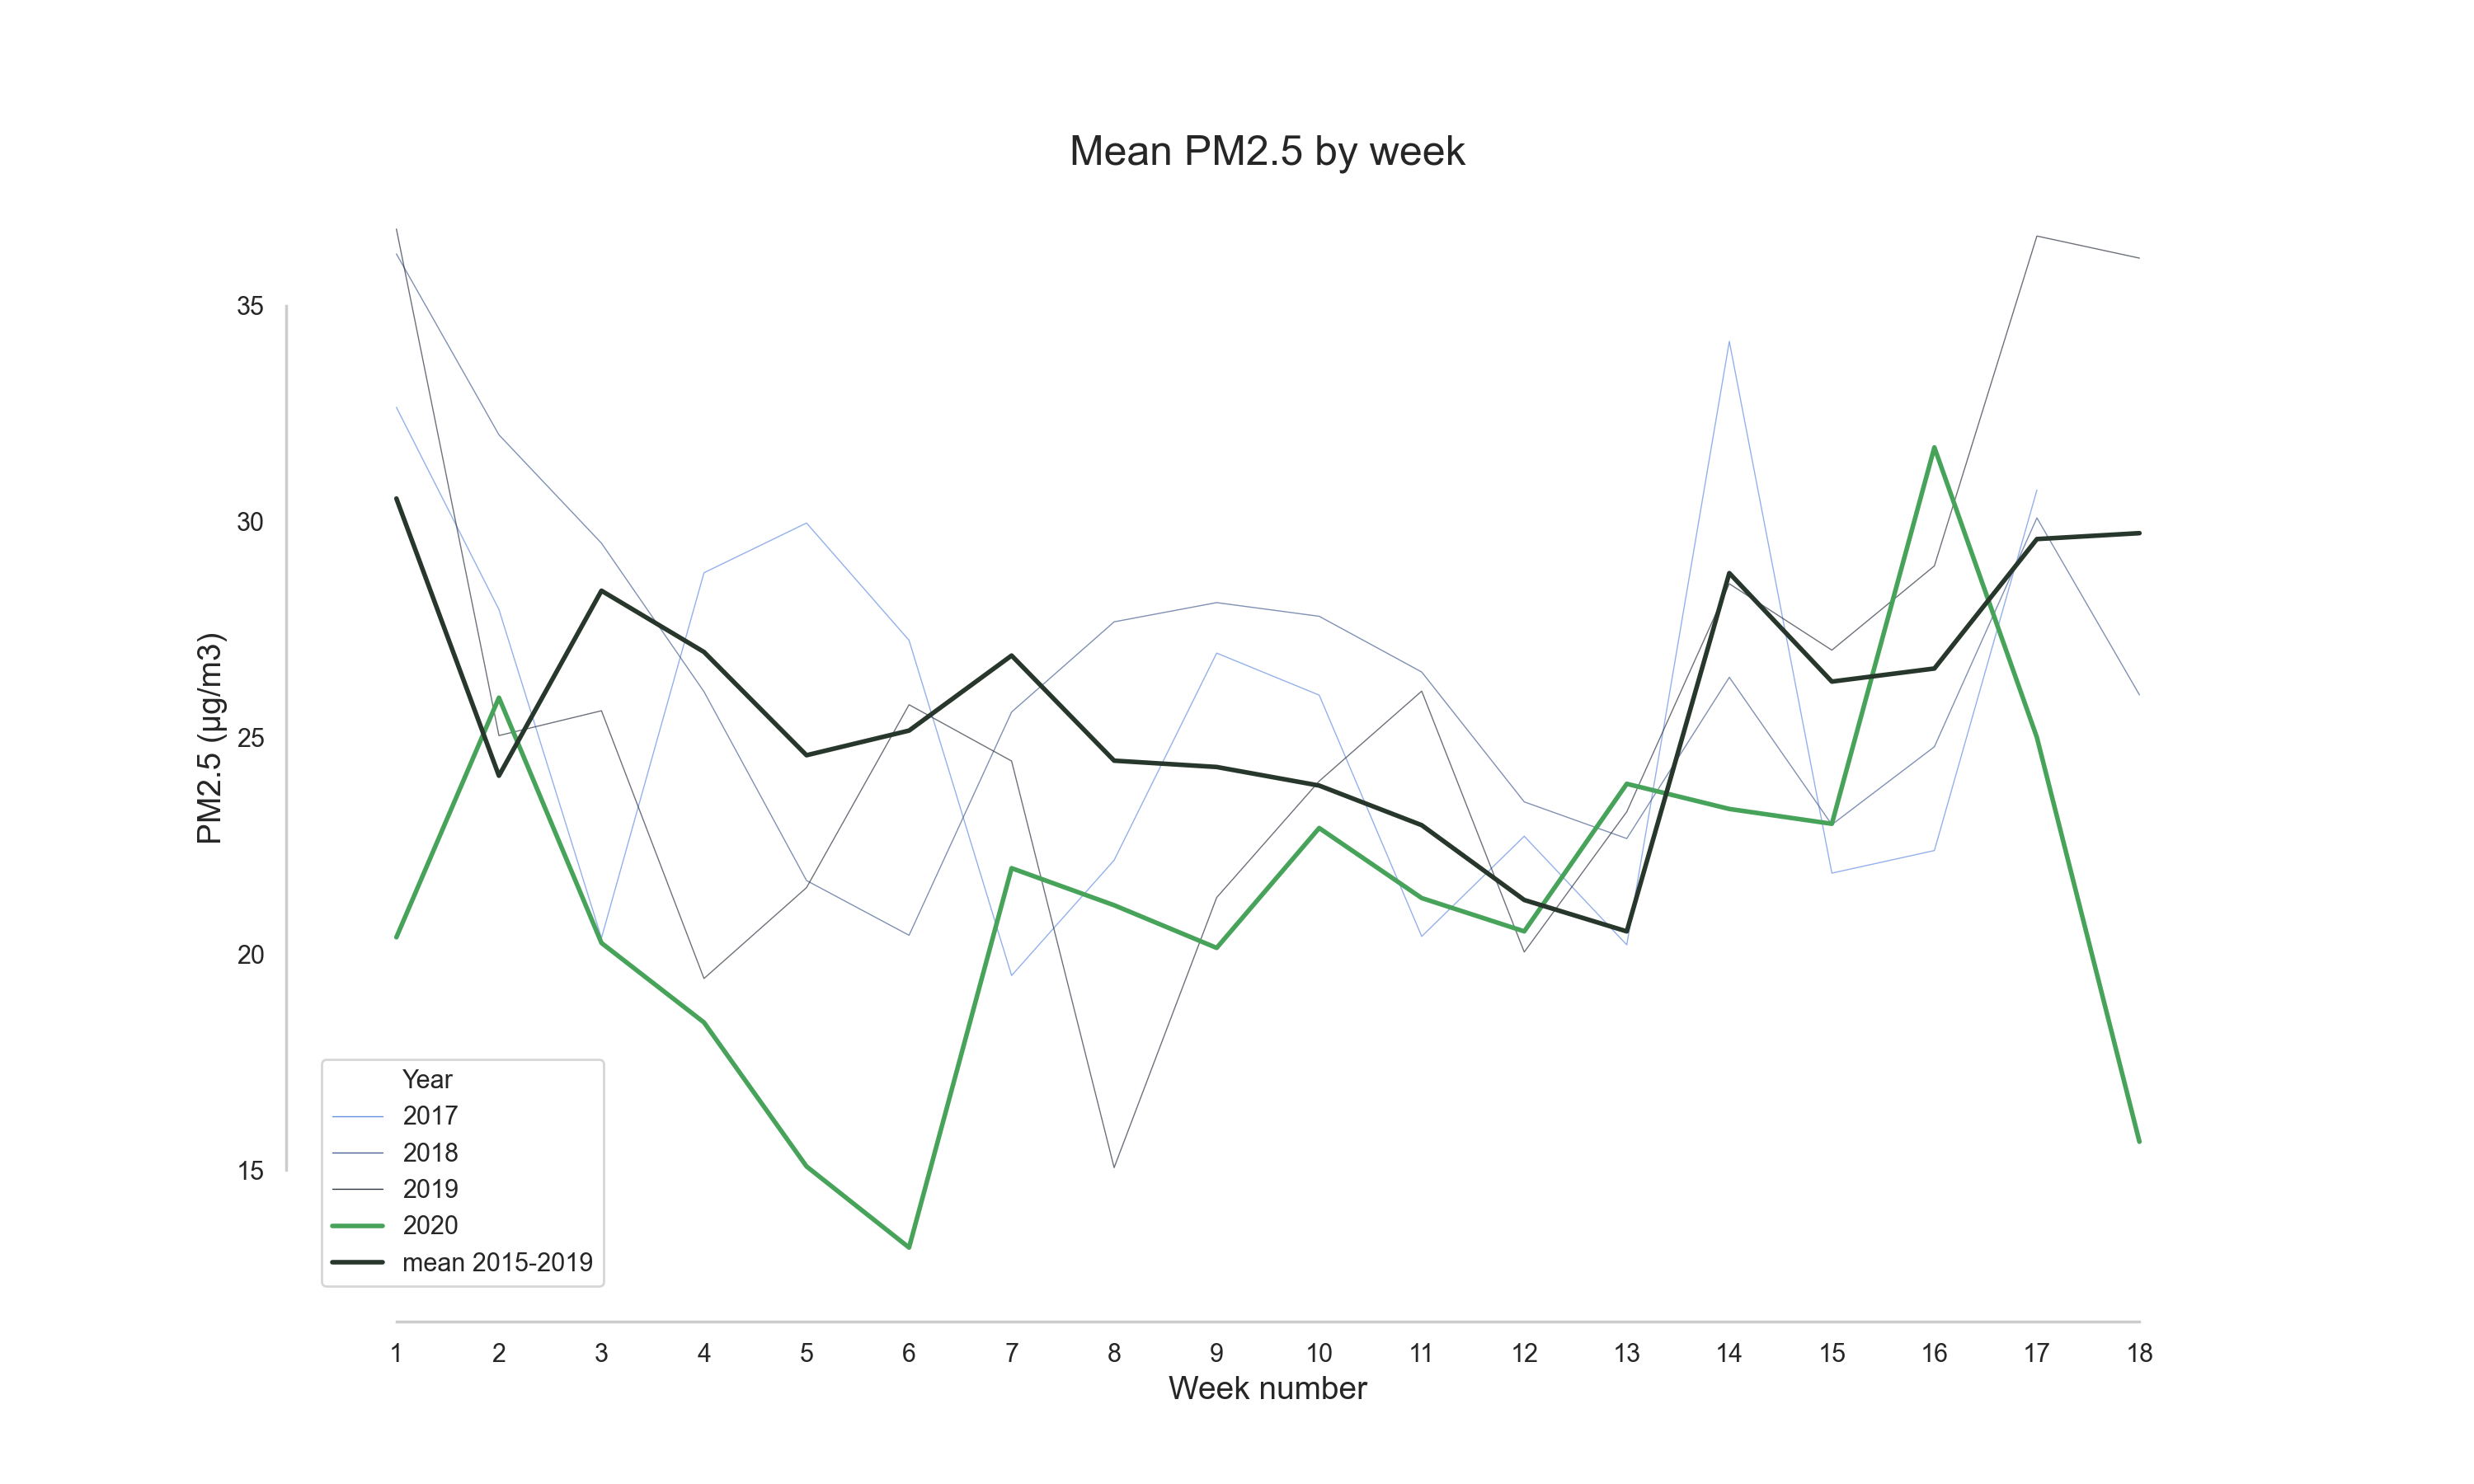 Mean PM2.5 by week
PM2.5 (µg/m3)
35
30
25
20
15
Year
2017
2018
2019
2020
mean 2015-2019
1 2 3 4 5 6 7 8 9 10 11 12 13 14 15 16 17 18
Week number